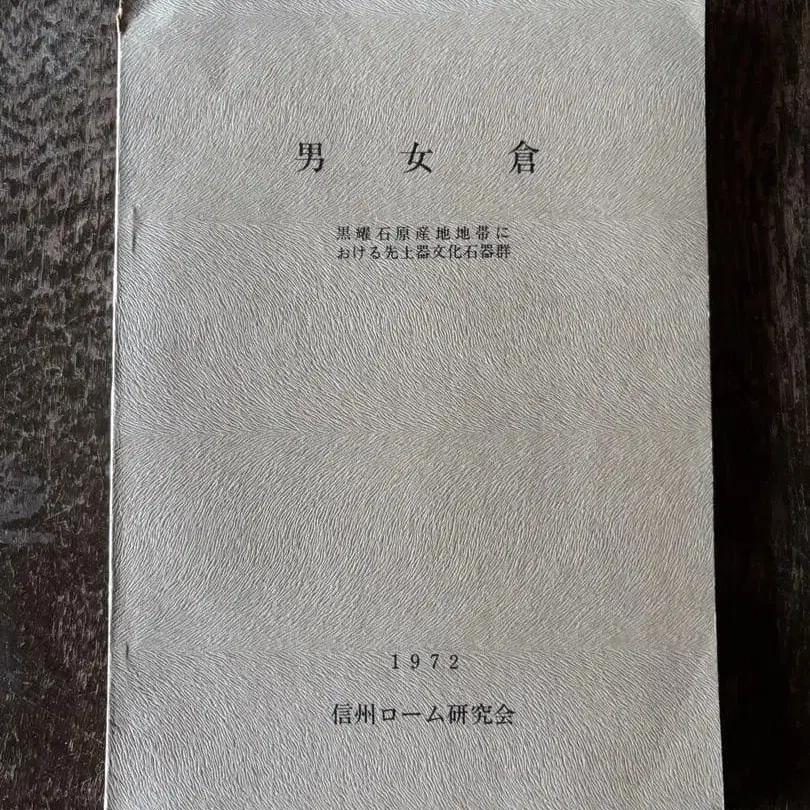 男女倉
黒耀石原産地地帯に
おける先土器文化石器群
1972
信州ローム研究会